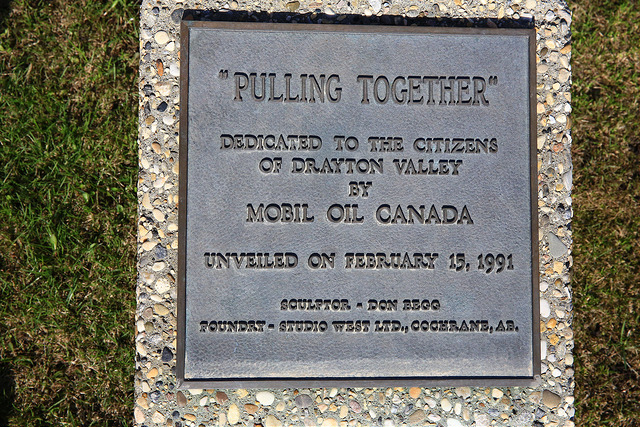 "PULLING TOGETHER"
DEDICATED TO THE CITIZENS
OF DRAYTON VALLEY
BY
MOBIL OIL CANADA
UNVEILED ON FEBRUARY 15, 1991
SCULPTOR - DON BEGG
FOUNDRY - STUDIO WEST LTD., COCHRANE, AB.